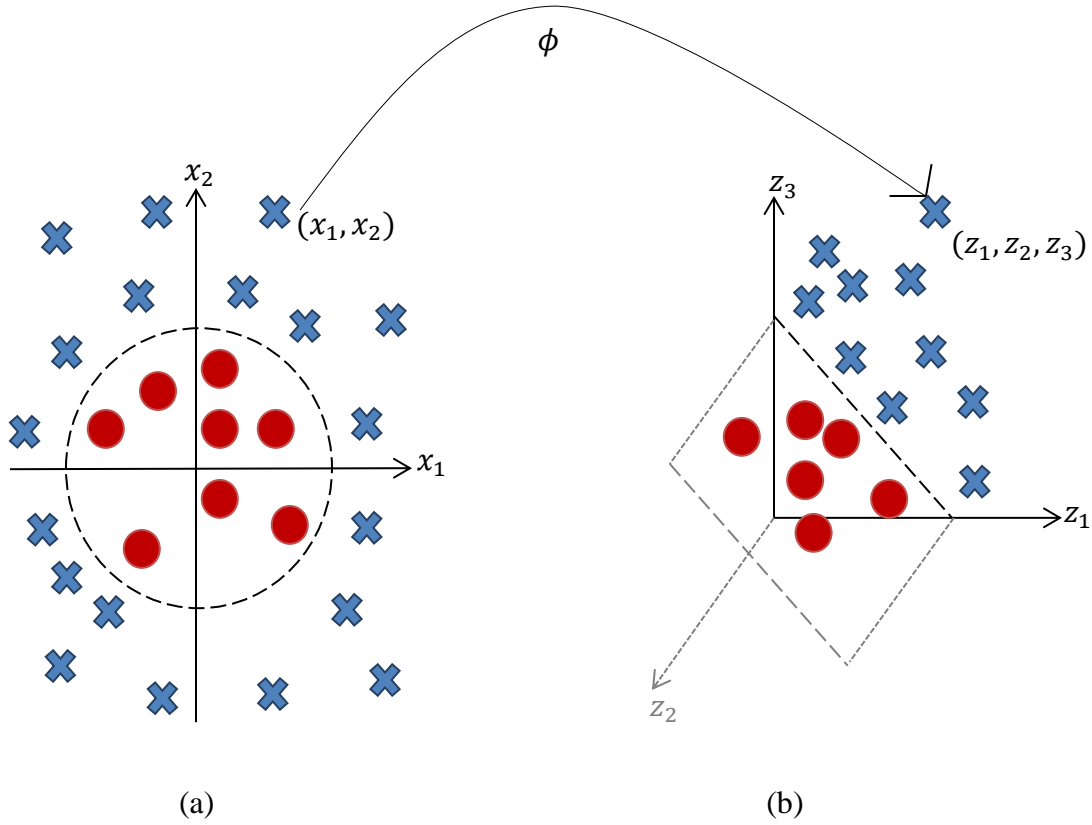 ϕ
x₂
(x₁, x₂)
x₁
(a)
z₃
(z₁, z₂, z₃)
z₁
z₂
(b)